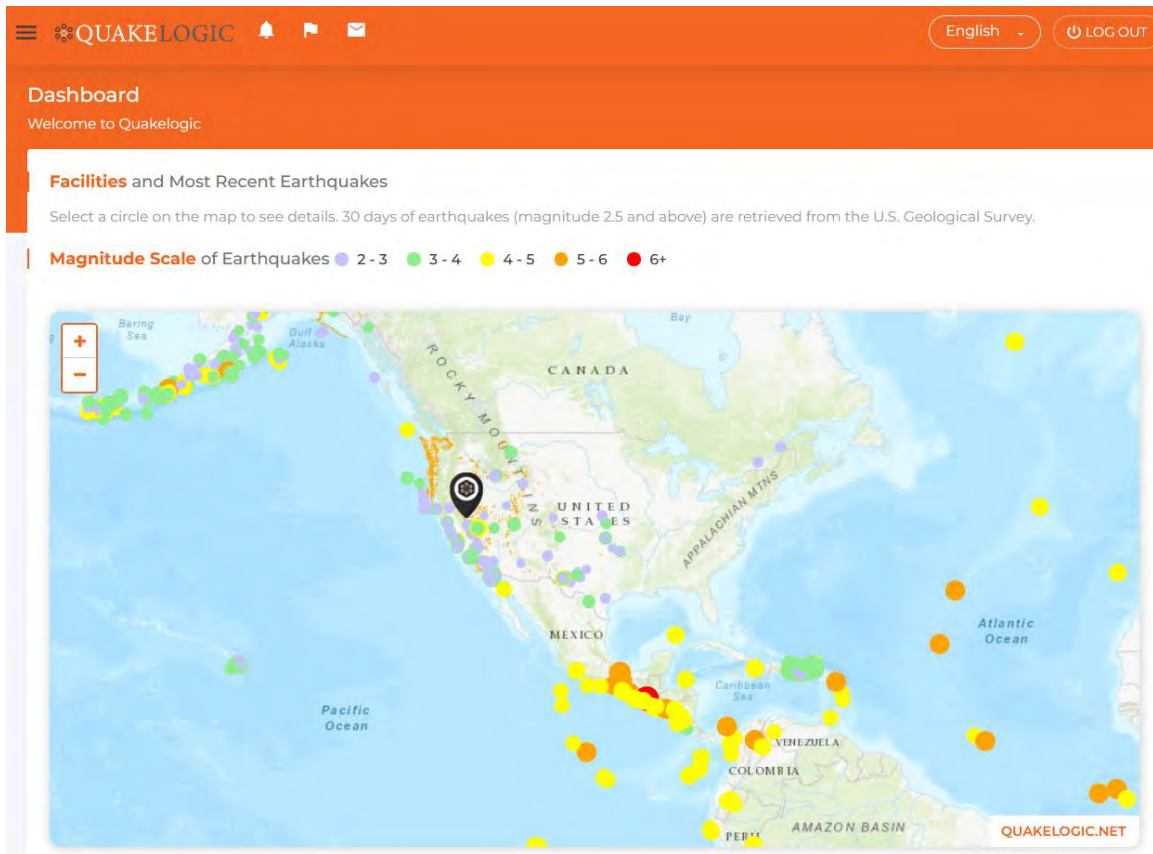 QUAKELOGIC
English
LOG OUT
Dashboard
Welcome to Quakelogic
Facilities and Most Recent Earthquakes
Select a circle on the map to see details. 30 days of earthquakes (magnitude 2.5 and above) are retrieved from the U.S. Geological Survey.
Magnitude Scale of Earthquakes 2 - 3 3 - 4 4 - 5 5 - 6 6+
+
−
Bering
Sea
Gulf
Alaska
Bay
ROCKY MOUNTAINS
CANADA
UNITED
STATES
APPALACHIAN MTNS
MÉXICO
Atlantic
Ocean
Caribbean
Sea
Pacific
Ocean
VENEZUELA
COLOMBIA
AMAZON BASIN
QUAKELOGIC.NET